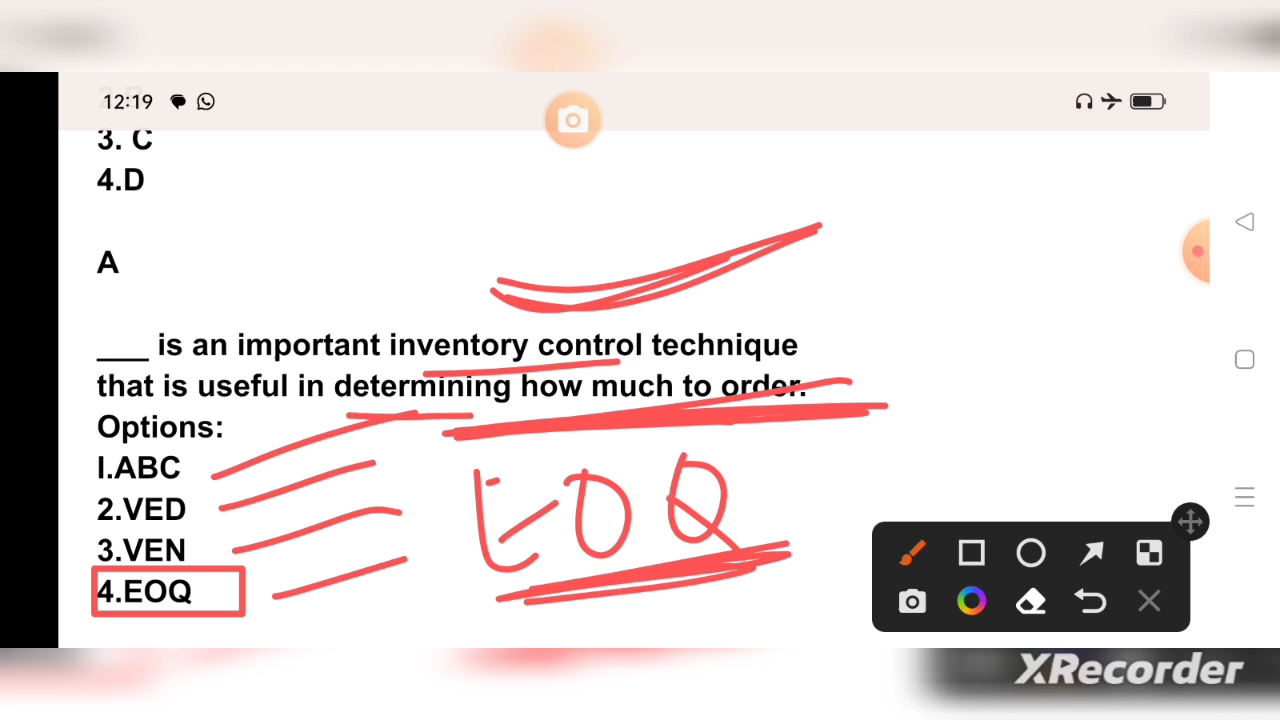 12:19
3. C
4.D
A
___ is an important inventory control technique
that is useful in determining how much to order.
Options:
I.ABC
2.VED
3.VEN
4.EOQ
EOQ
XRecorder